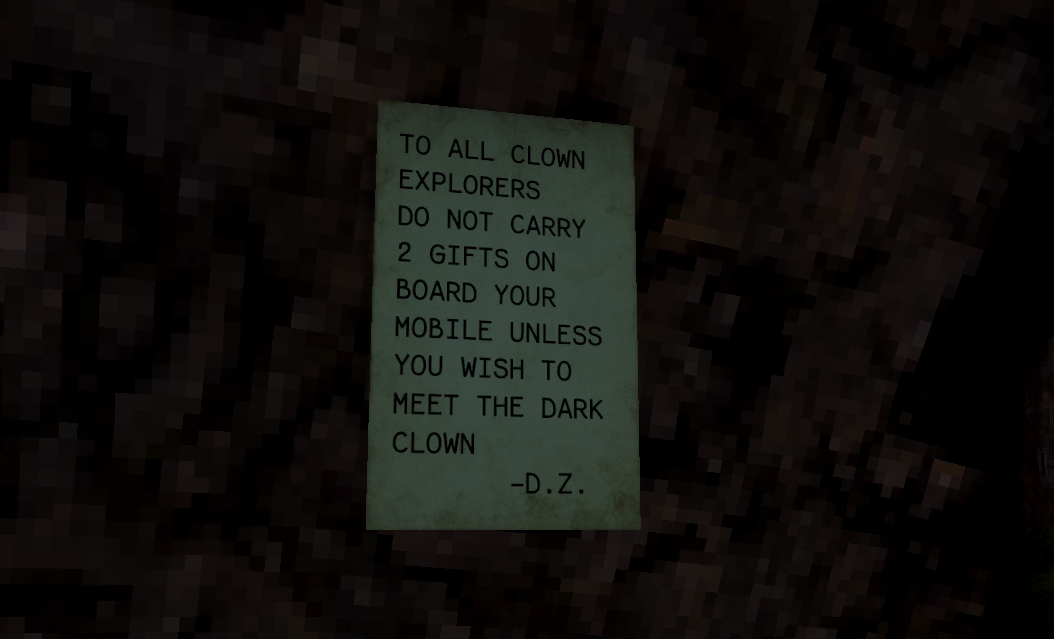 TO ALL CLOWN
EXPLORERS
DO NOT CARRY
2 GIFTS ON
BOARD YOUR
MOBILE UNLESS
YOU WISH TO
MEET THE DARK
CLOWN
-D.Z.